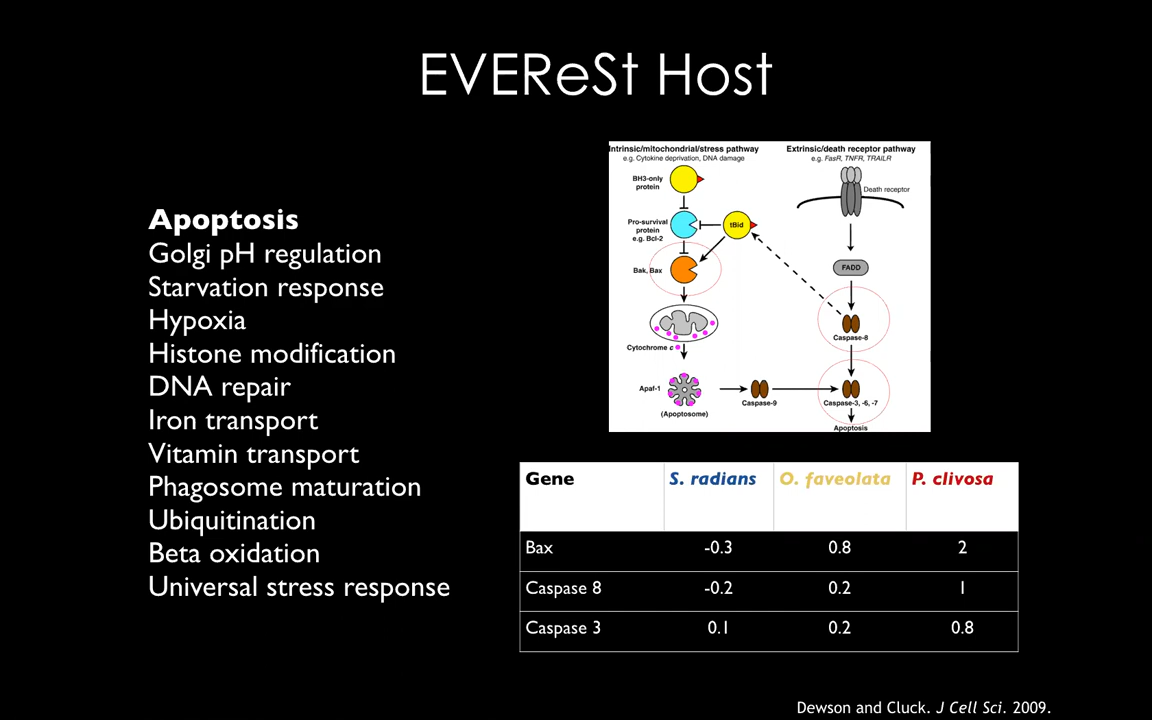 EVEReSt Host
Apoptosis
Golgi pH regulation
Starvation response
Hypoxia
Histone modification
DNA repair
Iron transport
Vitamin transport
Phagosome maturation
Ubiquitination
Beta oxidation
Universal stress response
Intrinsic/mitochondrial/stress pathway
e.g. Cytokine deprivation, DNA damage
Extrinsic/death receptor pathway
e.g. FasR, TNFR, TRAILR
BH3-only
protein
Death receptor
Pro-survival
protein
e.g. Bcl-2
tBid
Bak, Bax
FADD
Caspase-8
Cytochrome c
Apaf-1
(Apoptosome)
Caspase-9
Caspase-3, -6, -7
Apoptosis
Gene S. radians O. faveolata P. clivosa
Bax -0.3 0.8 2
Caspase 8 -0.2 0.2 1
Caspase 3 0.1 0.2 0.8
Dewson and Cluck. J Cell Sci. 2009.